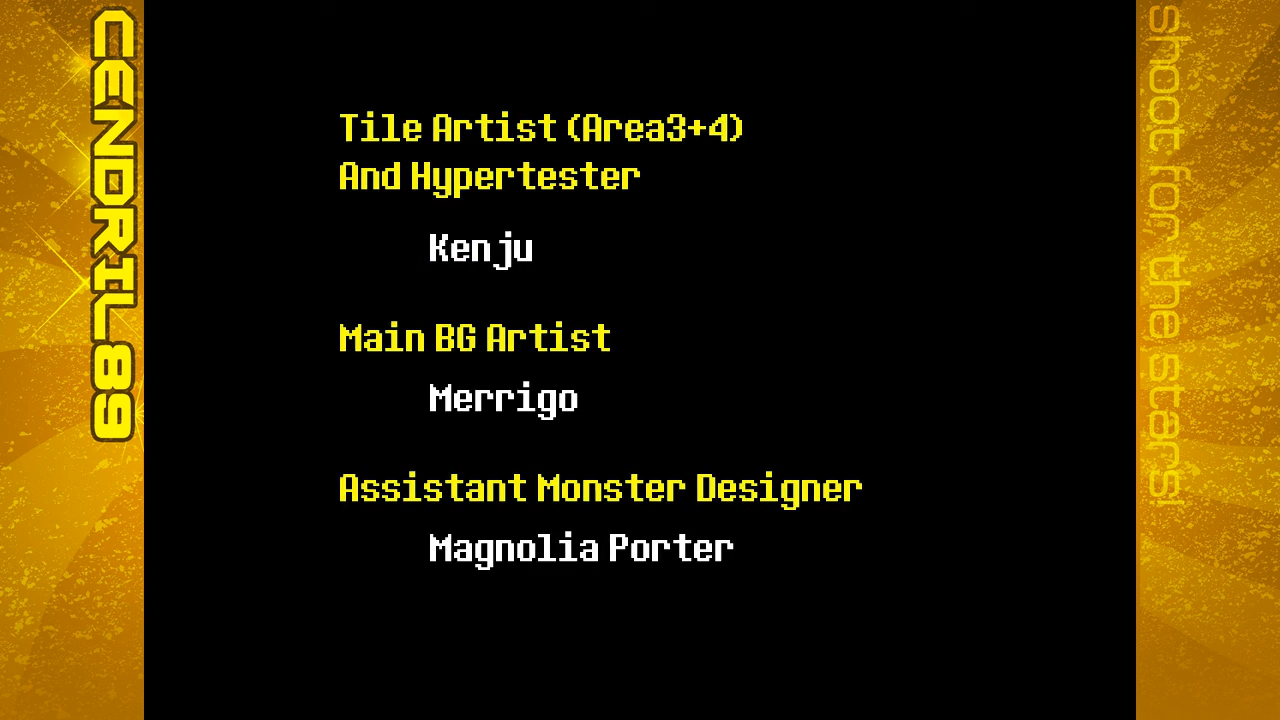 CENDRIL89
Tile Artist (Area3+4)
And Hypertester
Kenju
Main BG Artist
Merrigo
Assistant Monster Designer
Magnolia Porter
shoot for the stars!